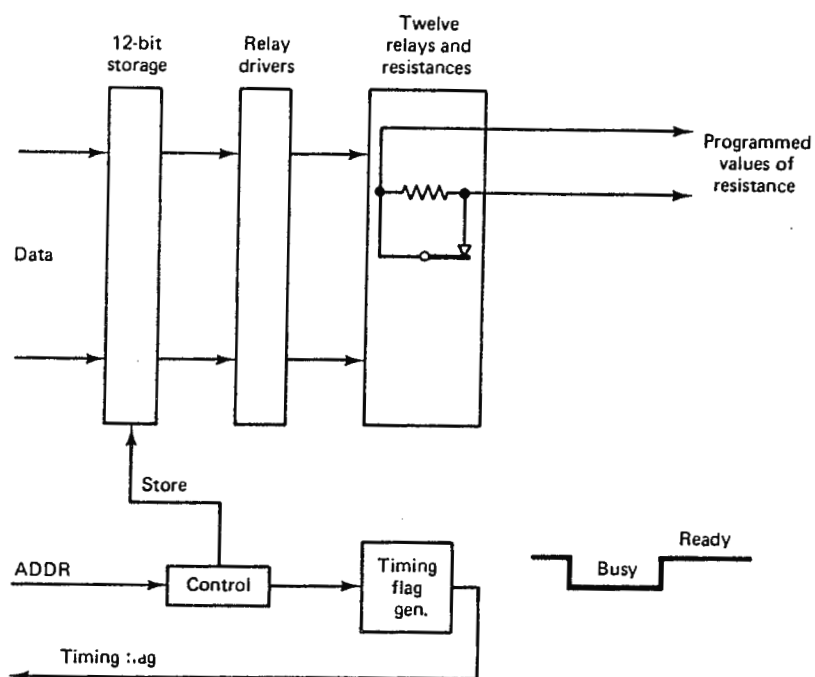 12-bit
storage
Relay
drivers
Twelve
relays and
resistances
Programmed
values of
resistance
Data
Store
ADDR
Control
Timing
flag
gen.
Busy
Ready
Timing